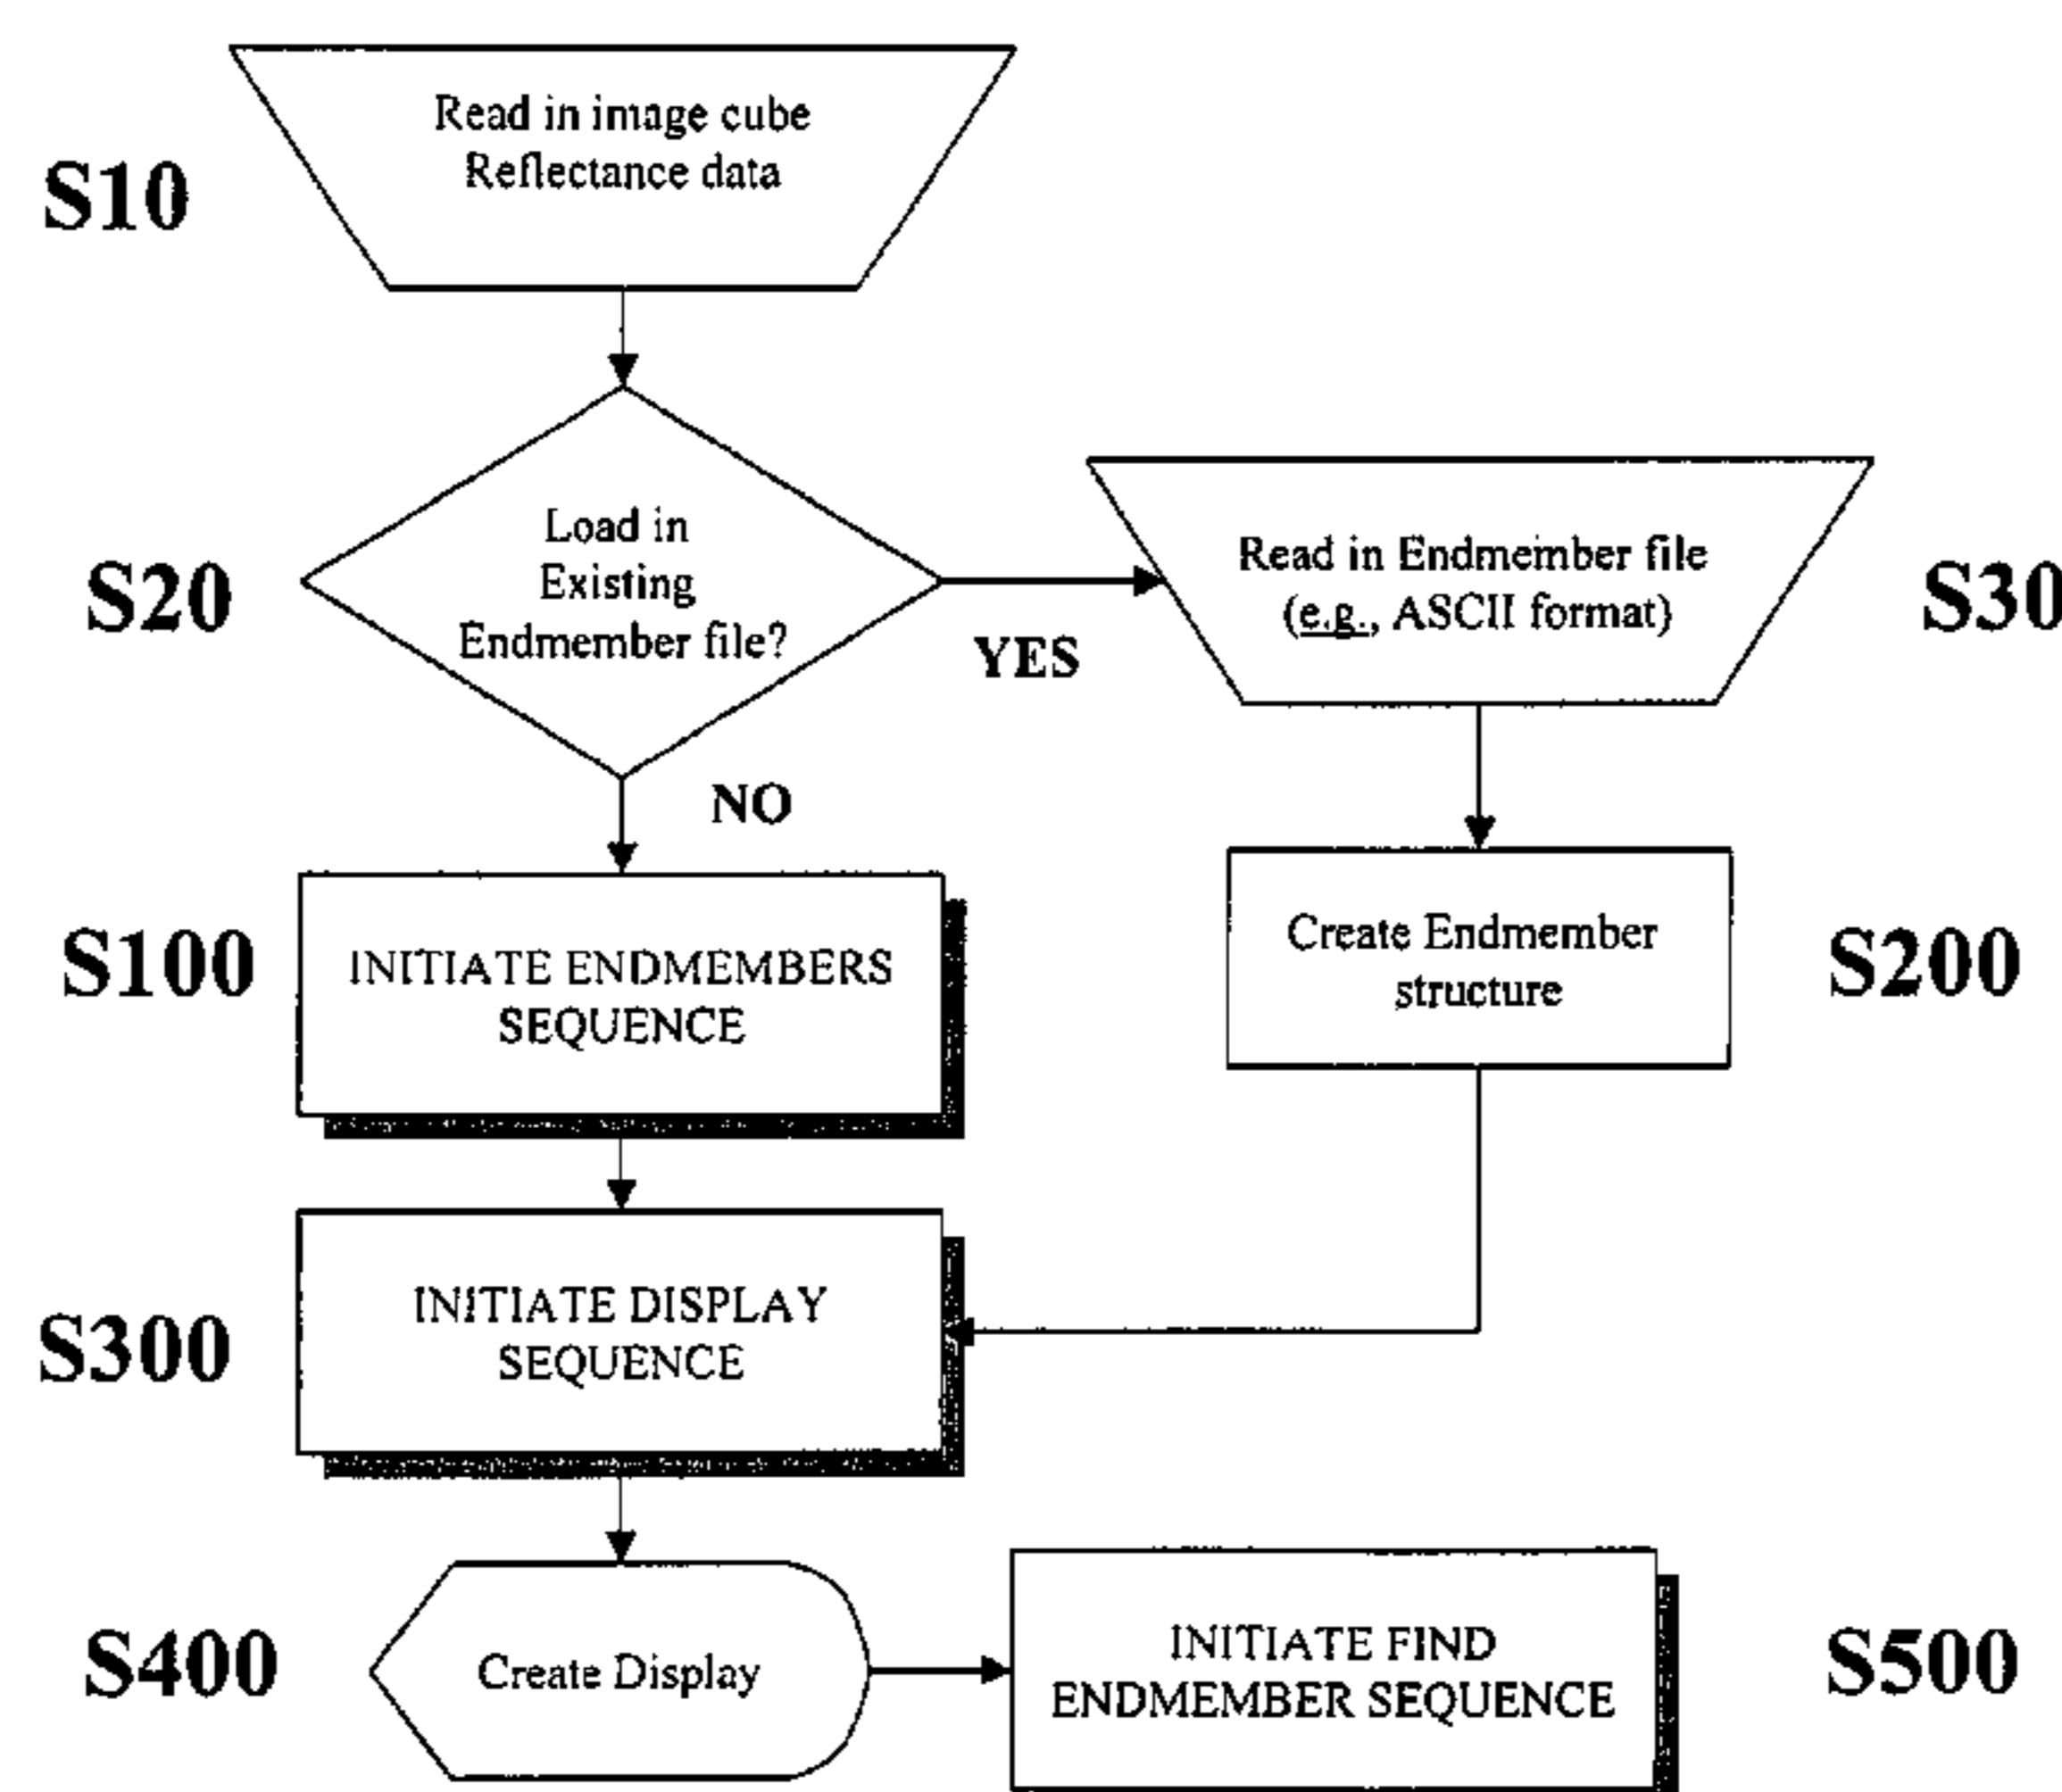 Read in image cube
Reflectance data
S10
Load in
Existing
Endmember file?
S20
YES
Read in Endmember file
(e.g., ASCII format)
S30
NO
INITIATE ENDMEMBERS
SEQUENCE
S100
Create Endmember
structure
S200
INITIATE DISPLAY
SEQUENCE
S300
Create Display
S400
INITIATE FIND
ENDMEMBER SEQUENCE
S500